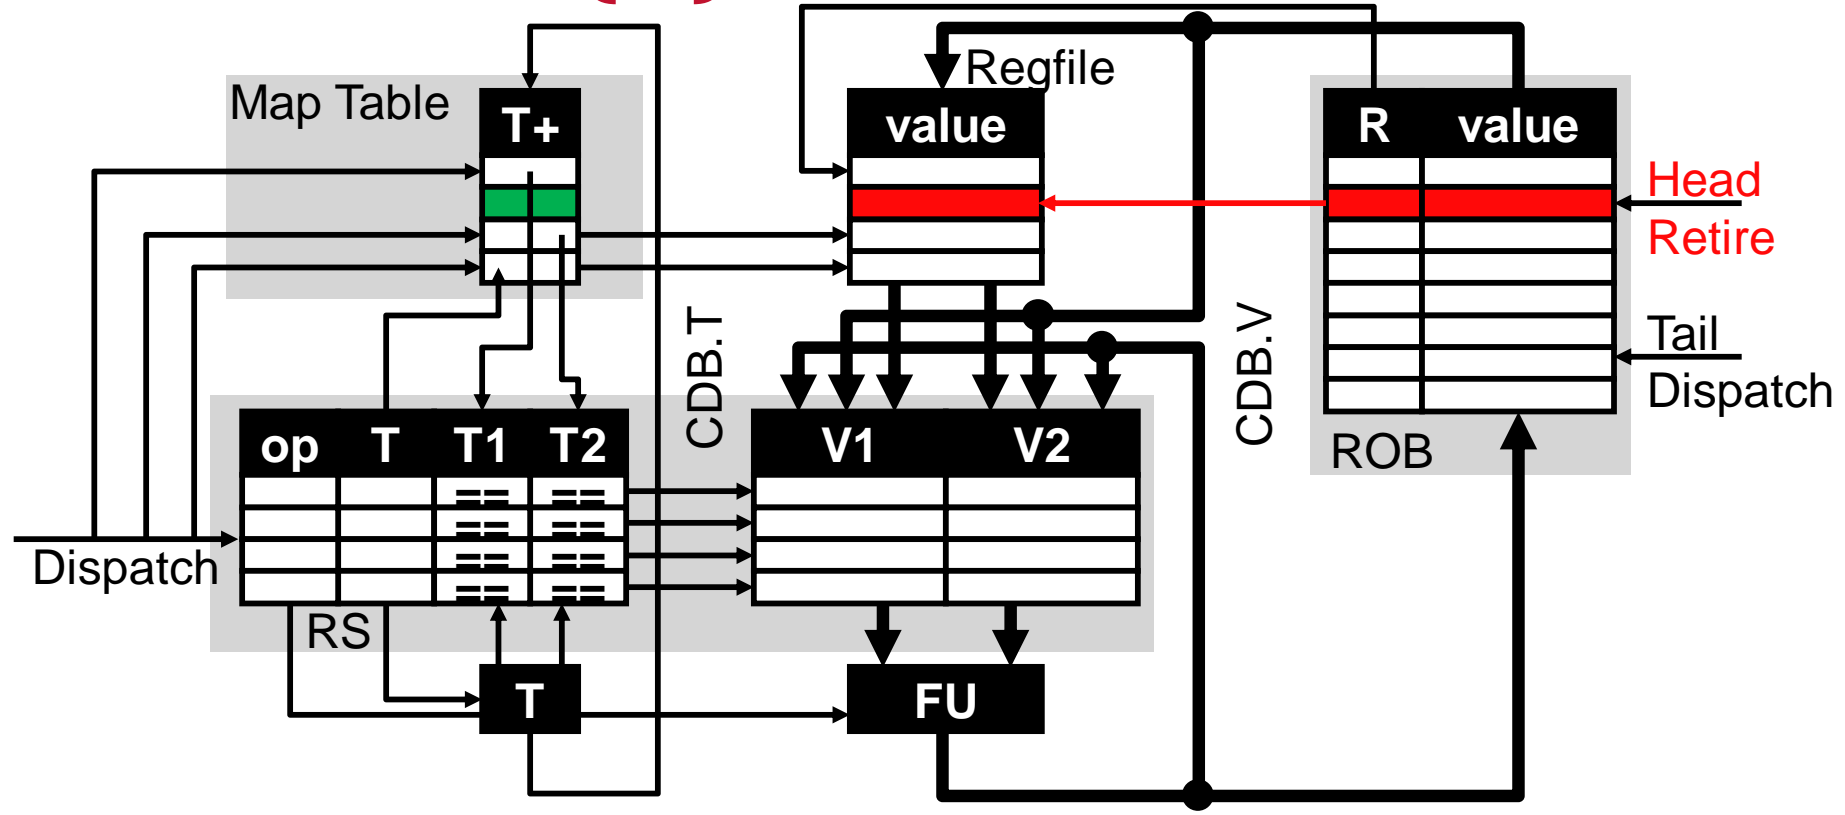 Regfile
Map Table
T+
value
R value
Head
Retire
CDB.T
CDB.V
Tail
Dispatch
op T T1 T2
V1 V2
ROB
== ==
== ==
== ==
== ==
Dispatch
RS
T
FU